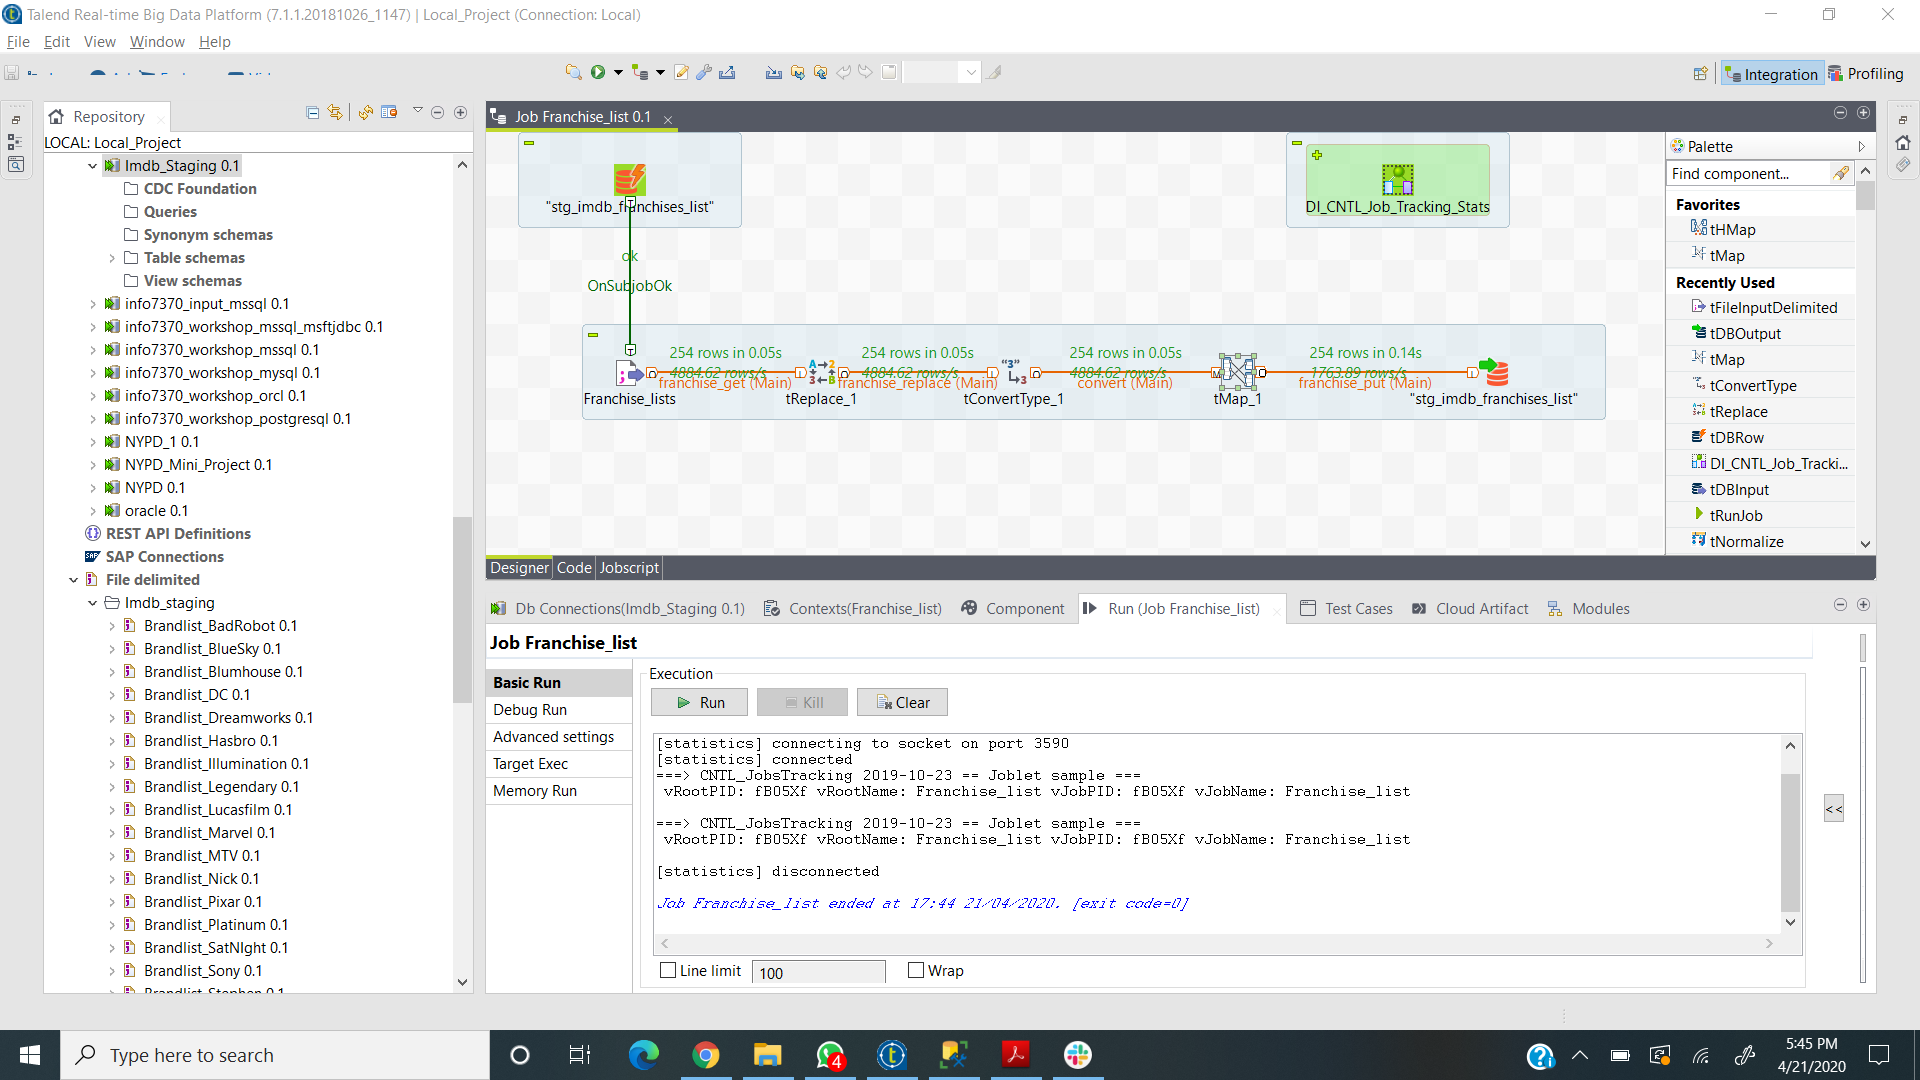 Talend Real-time Big Data Platform (7.1.1.20181026_1147) | Local_Project (Connection: Local)
File Edit View Window Help
Integration Profiling
Repository
LOCAL: Local_Project
Imdb_Staging 0.1
CDC Foundation
Queries
Synonym schemas
Table schemas
View schemas
info7370_input_mssql 0.1
info7370_workshop_mssql_msftjdbc 0.1
info7370_workshop_mssql 0.1
info7370_workshop_mysql 0.1
info7370_workshop_orcl 0.1
info7370_workshop_postgresql 0.1
NYPD_1 0.1
NYPD_Mini_Project 0.1
NYPD 0.1
oracle 0.1
REST API Definitions
SAP Connections
File delimited
Imdb_staging
Brandlist_BadRobot 0.1
Brandlist_BlueSky 0.1
Brandlist_Blumhouse 0.1
Brandlist_DC 0.1
Brandlist_Dreamworks 0.1
Brandlist_Hasbro 0.1
Brandlist_Illumination 0.1
Brandlist_Legendary 0.1
Brandlist_Lucasfilm 0.1
Brandlist_Marvel 0.1
Brandlist_MTV 0.1
Brandlist_Nick 0.1
Brandlist_Pixar 0.1
Brandlist_Platinum 0.1
Brandlist_SatNIght 0.1
Brandlist_Sony 0.1
Brandlist_Stephen 0.1
Job Franchise_list 0.1
"stg_imdb_franchises_list"
DI_CNTL_Job_Tracking_Stats
ok
OnSubjobOk
254 rows in 0.05s 254 rows in 0.05s 254 rows in 0.05s 254 rows in 0.14s
4884.62 rows/s 4884.62 rows/s 4884.62 rows/s 1763.89 rows/s
franchise_get (Main) franchise_replace (Main) convert (Main) franchise_put (Main)
Franchise_lists tReplace_1 tConvertType_1 tMap_1 "stg_imdb_franchises_list"
Designer Code Jobscript
Palette
Find component...
Favorites
tHMap
tMap
Recently Used
tFileInputDelimited
tDBOutput
tMap
tConvertType
tReplace
tDBRow
DI_CNTL_Job_Tracki...
tDBInput
tRunJob
tNormalize
Db Connections(Imdb_Staging 0.1) Contexts(Franchise_list) Component Run (Job Franchise_list) Test Cases Cloud Artifact Modules
Job Franchise_list
Basic Run
Debug Run
Advanced settings
Target Exec
Memory Run
Execution
Run Kill Clear
[statistics] connecting to socket on port 3590
[statistics] connected
===> CNTL_JobsTracking 2019-10-23 == Joblet sample ===
vRootPID: fB05Xf vRootName: Franchise_list vJobPID: fB05Xf vJobName: Franchise_list
===> CNTL_JobsTracking 2019-10-23 == Joblet sample ===
vRootPID: fB05Xf vRootName: Franchise_list vJobPID: fB05Xf vJobName: Franchise_list
[statistics] disconnected
Job Franchise_list ended at 17:44 21/04/2020. [exit code=0]
<<
Line limit 100 Wrap
Type here to search
4
5:45 PM
4/21/2020